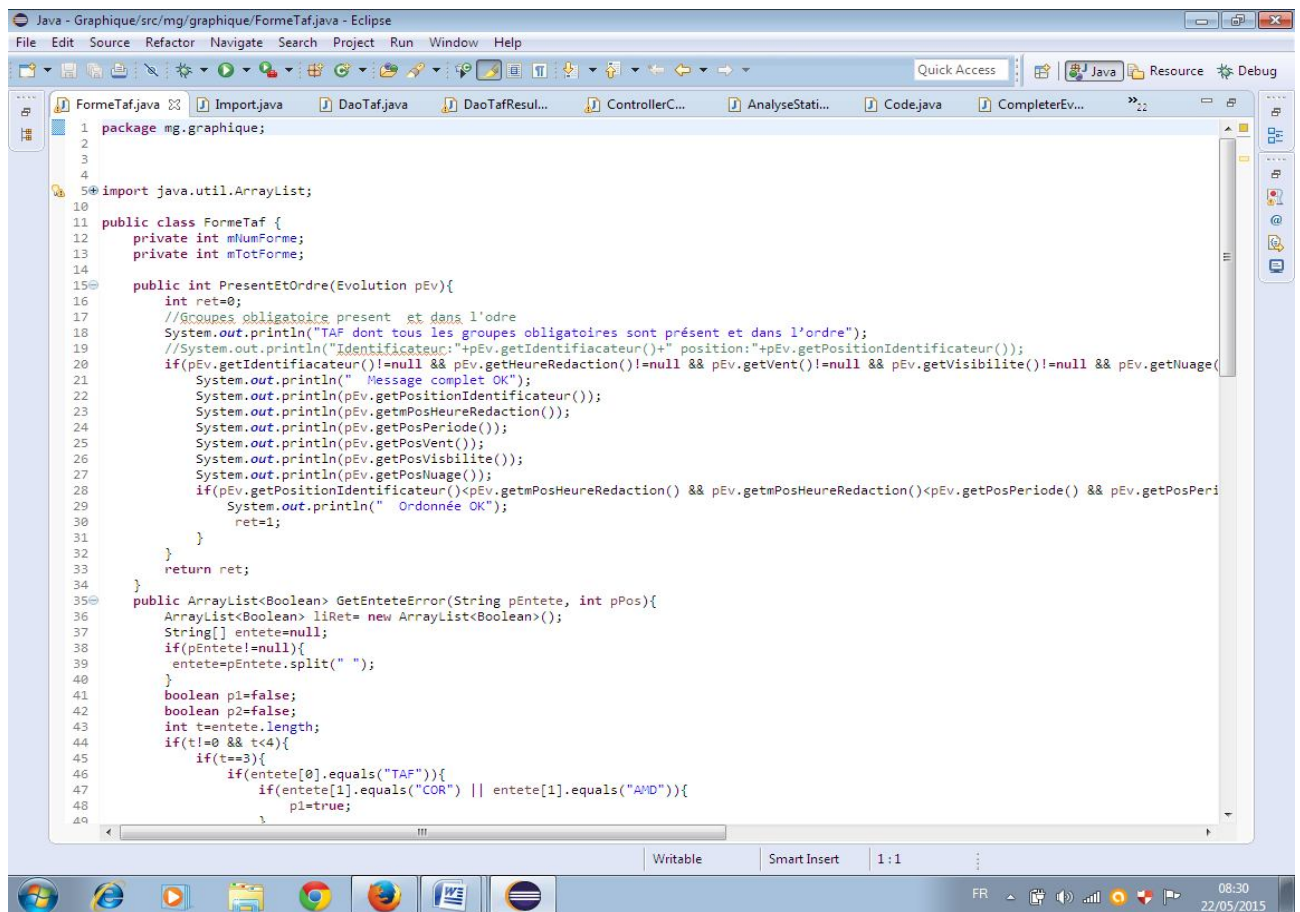 Java - Graphique/src/mg/graphique/FormeTaf.java - Eclipse
File Edit Source Refactor Navigate Search Project Run Window Help
Quick Access Java Resource Debug
FormeTaf.java Import.java DaoTaf.java DaoTafResul... ControllerC... AnalyseStati... Code.java CompleterEv... »22
1 package mg.graphique;
2
3
4
5 import java.util.ArrayList;
10
11 public class FormeTaf {
12 private int mNumForme;
13 private int mTotForme;
14
15 public int PresentEtOrdre(Evolution pEv){
16 int ret=0;
17 //Groupes obligatoire present et dans l'odre
18 System.out.println("TAF dont tous les groupes obligatoires sont présent et dans l’ordre");
19 //System.out.println("Identificateur:"+pEv.getIdentifiacateur()+" position:"+pEv.getPositionIdentificateur());
20 if(pEv.getIdentifiacateur()!=null && pEv.getHeureRedaction()!=null && pEv.getVent()!=null && pEv.getVisibilite()!=null && pEv.getNuage(
21 System.out.println(" Message complet OK");
22 System.out.println(pEv.getPositionIdentificateur());
23 System.out.println(pEv.getmPosHeureRedaction());
24 System.out.println(pEv.getPosPeriode());
25 System.out.println(pEv.getPosVent());
26 System.out.println(pEv.getPosVisbilite());
27 System.out.println(pEv.getPosNuage());
28 if(pEv.getPositionIdentificateur()<pEv.getmPosHeureRedaction() && pEv.getmPosHeureRedaction()<pEv.getPosPeriode() && pEv.getPosPeri
29 System.out.println(" Ordonnée OK");
30 ret=1;
31 }
32 }
33 return ret;
34 }
35 public ArrayList<Boolean> GetEnteteError(String pEntete, int pPos){
36 ArrayList<Boolean> liRet= new ArrayList<Boolean>();
37 String[] entete=null;
38 if(pEntete!=null){
39 entete=pEntete.split(" ");
40 }
41 boolean p1=false;
42 boolean p2=false;
43 int t=entete.length;
44 if(t!=0 && t<4){
45 if(t==3){
46 if(entete[0].equals("TAF")){
47 if(entete[1].equals("COR") || entete[1].equals("AMD")){
48 p1=true;
49 }
Writable Smart Insert 1 : 1
FR 08:30
22/05/2015